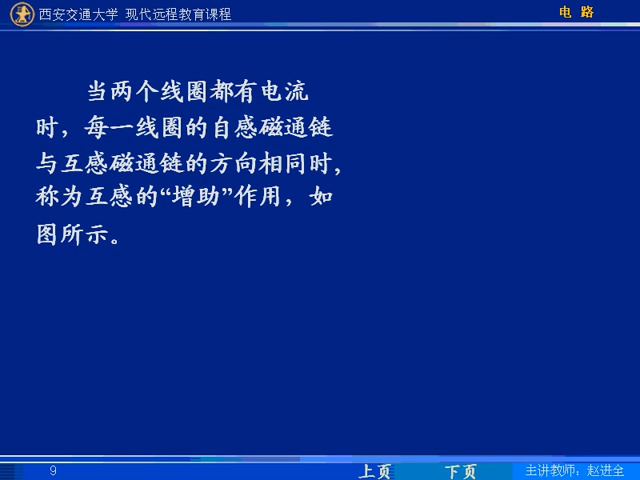 西安交通大学 现代远程教育课程
电 路
当两个线圈都有电流
时，每一线圈的自感磁通链
与互感磁通链的方向相同时,
称为互感的“增助”作用，如
图所示。
9
上页
下页
主讲教师：赵进全